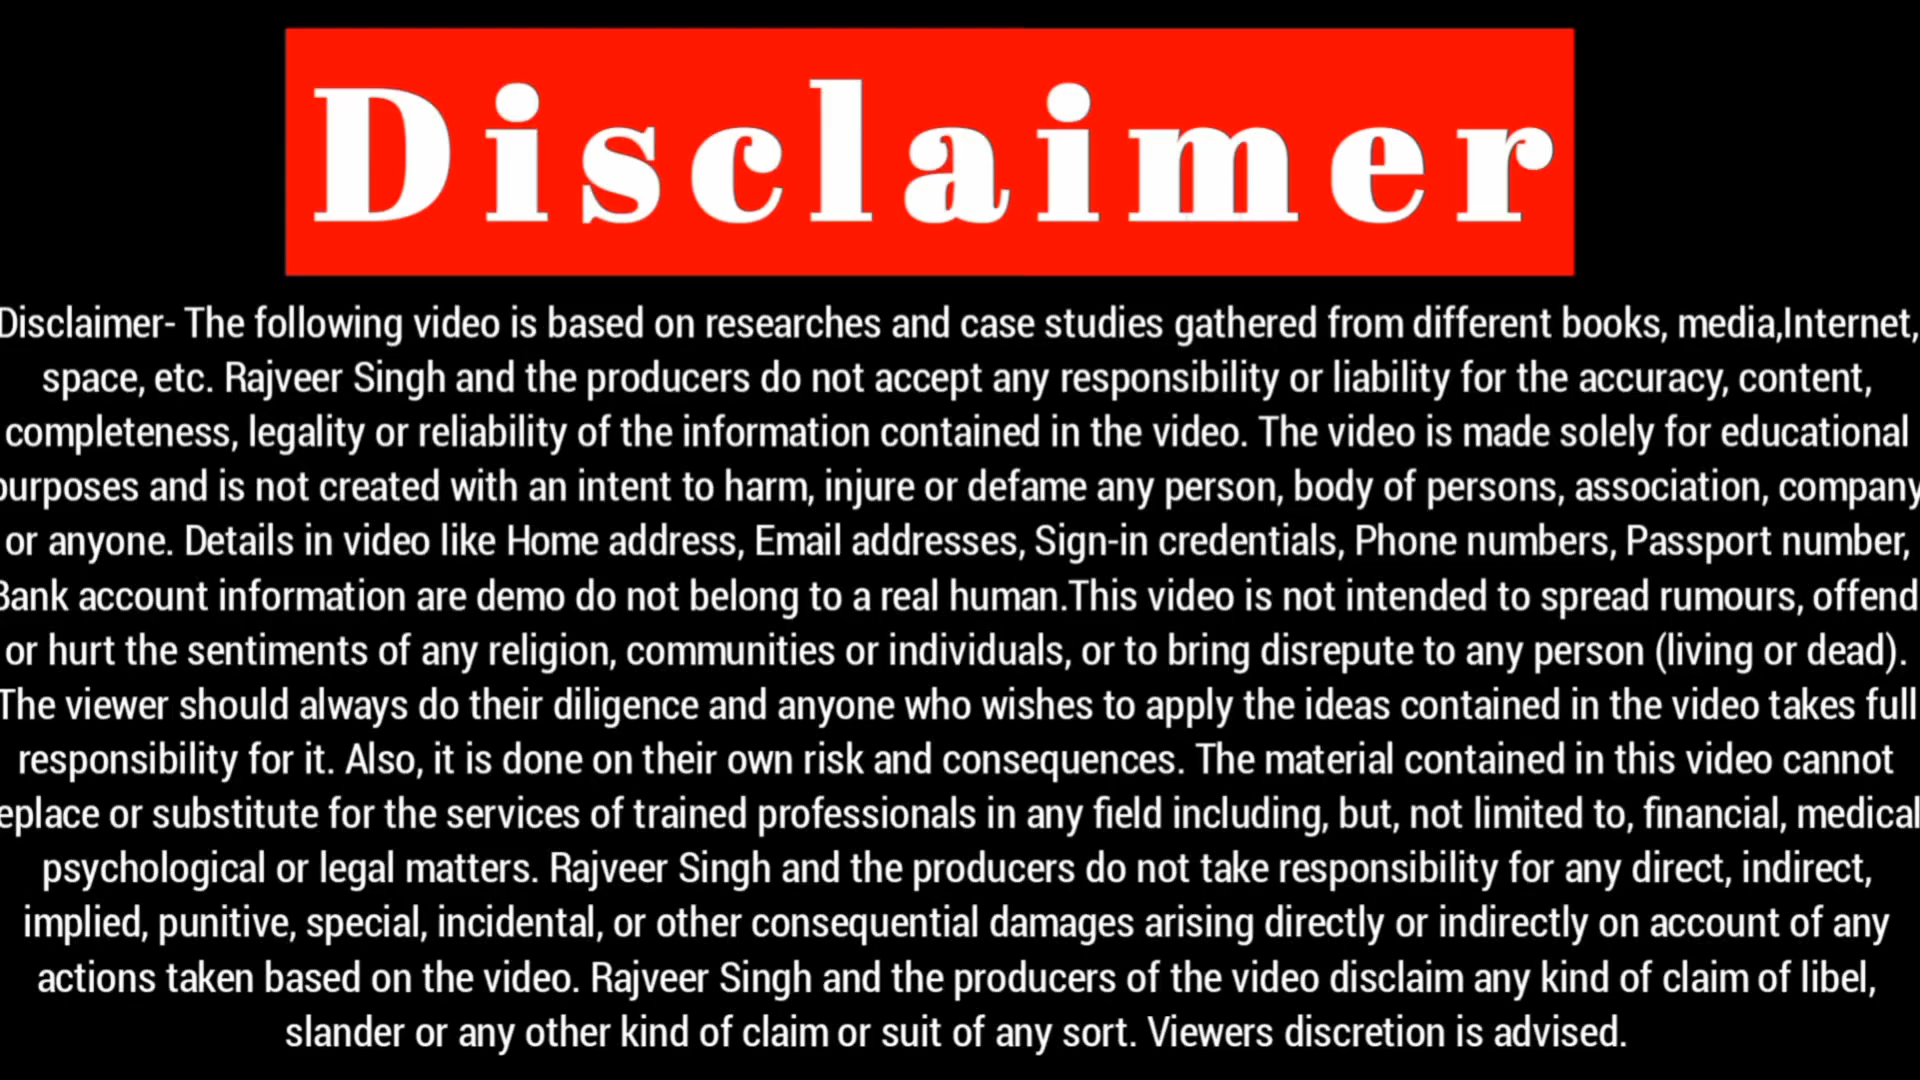 Disclaimer
Disclaimer- The following video is based on researches and case studies gathered from different books, media,Internet,
space, etc. Rajveer Singh and the producers do not accept any responsibility or liability for the accuracy, content,
completeness, legality or reliability of the information contained in the video. The video is made solely for educational
purposes and is not created with an intent to harm, injure or defame any person, body of persons, association, company
or anyone. Details in video like Home address, Email addresses, Sign-in credentials, Phone numbers, Passport number,
Bank account information are demo do not belong to a real human.This video is not intended to spread rumours, offend
or hurt the sentiments of any religion, communities or individuals, or to bring disrepute to any person (living or dead).
The viewer should always do their diligence and anyone who wishes to apply the ideas contained in the video takes full
responsibility for it. Also, it is done on their own risk and consequences. The material contained in this video cannot
eplace or substitute for the services of trained professionals in any field including, but, not limited to, financial, medical
psychological or legal matters. Rajveer Singh and the producers do not take responsibility for any direct, indirect,
implied, punitive, special, incidental, or other consequential damages arising directly or indirectly on account of any
actions taken based on the video. Rajveer Singh and the producers of the video disclaim any kind of claim of libel,
slander or any other kind of claim or suit of any sort. Viewers discretion is advised.